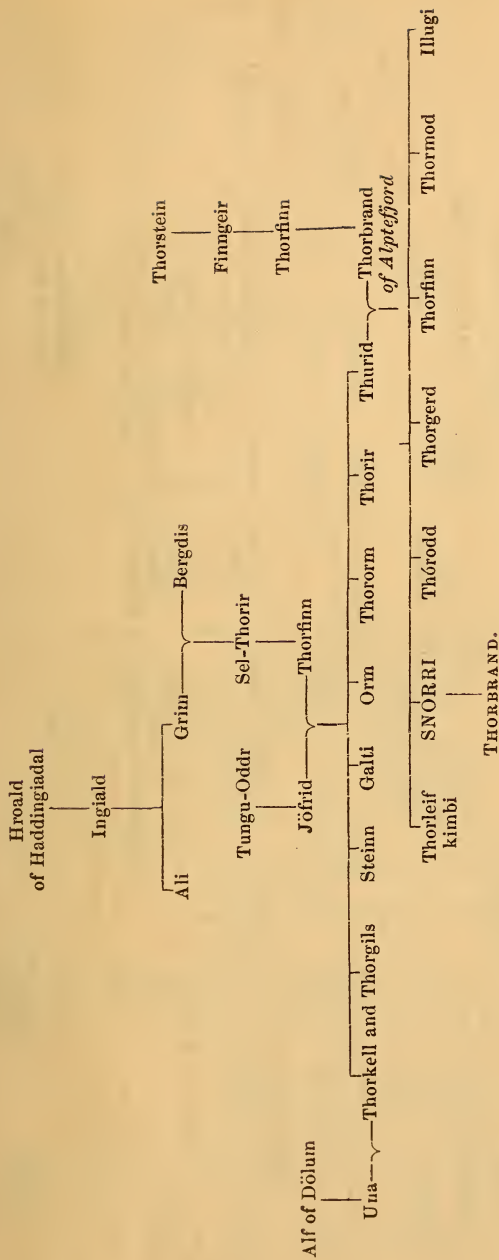 Hroald
of Haddingiadal
Ingiald
Ali Grim Bergdis
Tungu-Oddr Sel-Thorir
Thorstein
Finngeir
Thorfinn
Alf of Dölum
Jöfrid Thorfinn
Una Thorkell and Thorgils Steinn Galti Orm Thororm Thorir Thurid Thorbrand
of Alptefjord
Thorleif
kimbi
SNORRI Thórodd Thorgerd Thorfinn Thormod Illugi
THORBRAND.